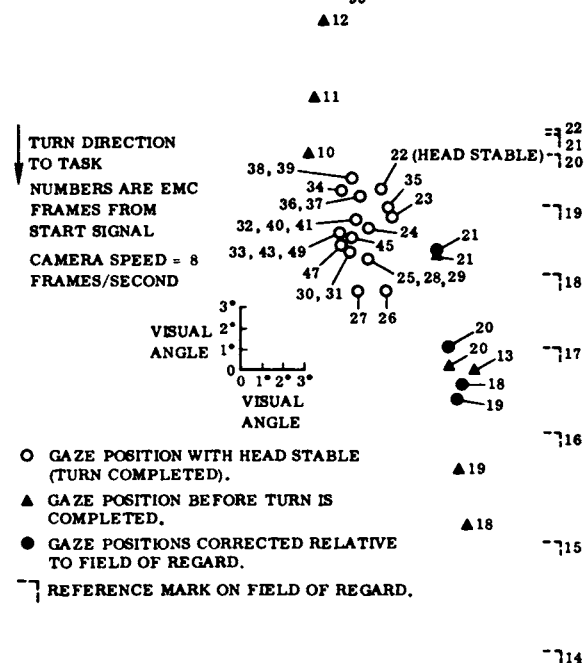 12
11
TURN DIRECTION
TO TASK
NUMBERS ARE EMC
FRAMES FROM
START SIGNAL
CAMERA SPEED = 8
FRAMES/SECOND
10
38, 39
22 (HEAD STABLE)
34
35
36, 37
23
32, 40, 41
24
33, 43, 49
45
47
25, 28, 29
30, 31
27
26
21
21
22
21
20
19
18
17
16
15
14
3°
VISUAL 2°
ANGLE 1°
0
0 1° 2° 3°
VISUAL
ANGLE
20
20
13
18
19
19
18
GAZE POSITION WITH HEAD STABLE
(TURN COMPLETED).
GAZE POSITION BEFORE TURN IS
COMPLETED.
GAZE POSITIONS CORRECTED RELATIVE
TO FIELD OF REGARD.
REFERENCE MARK ON FIELD OF REGARD.